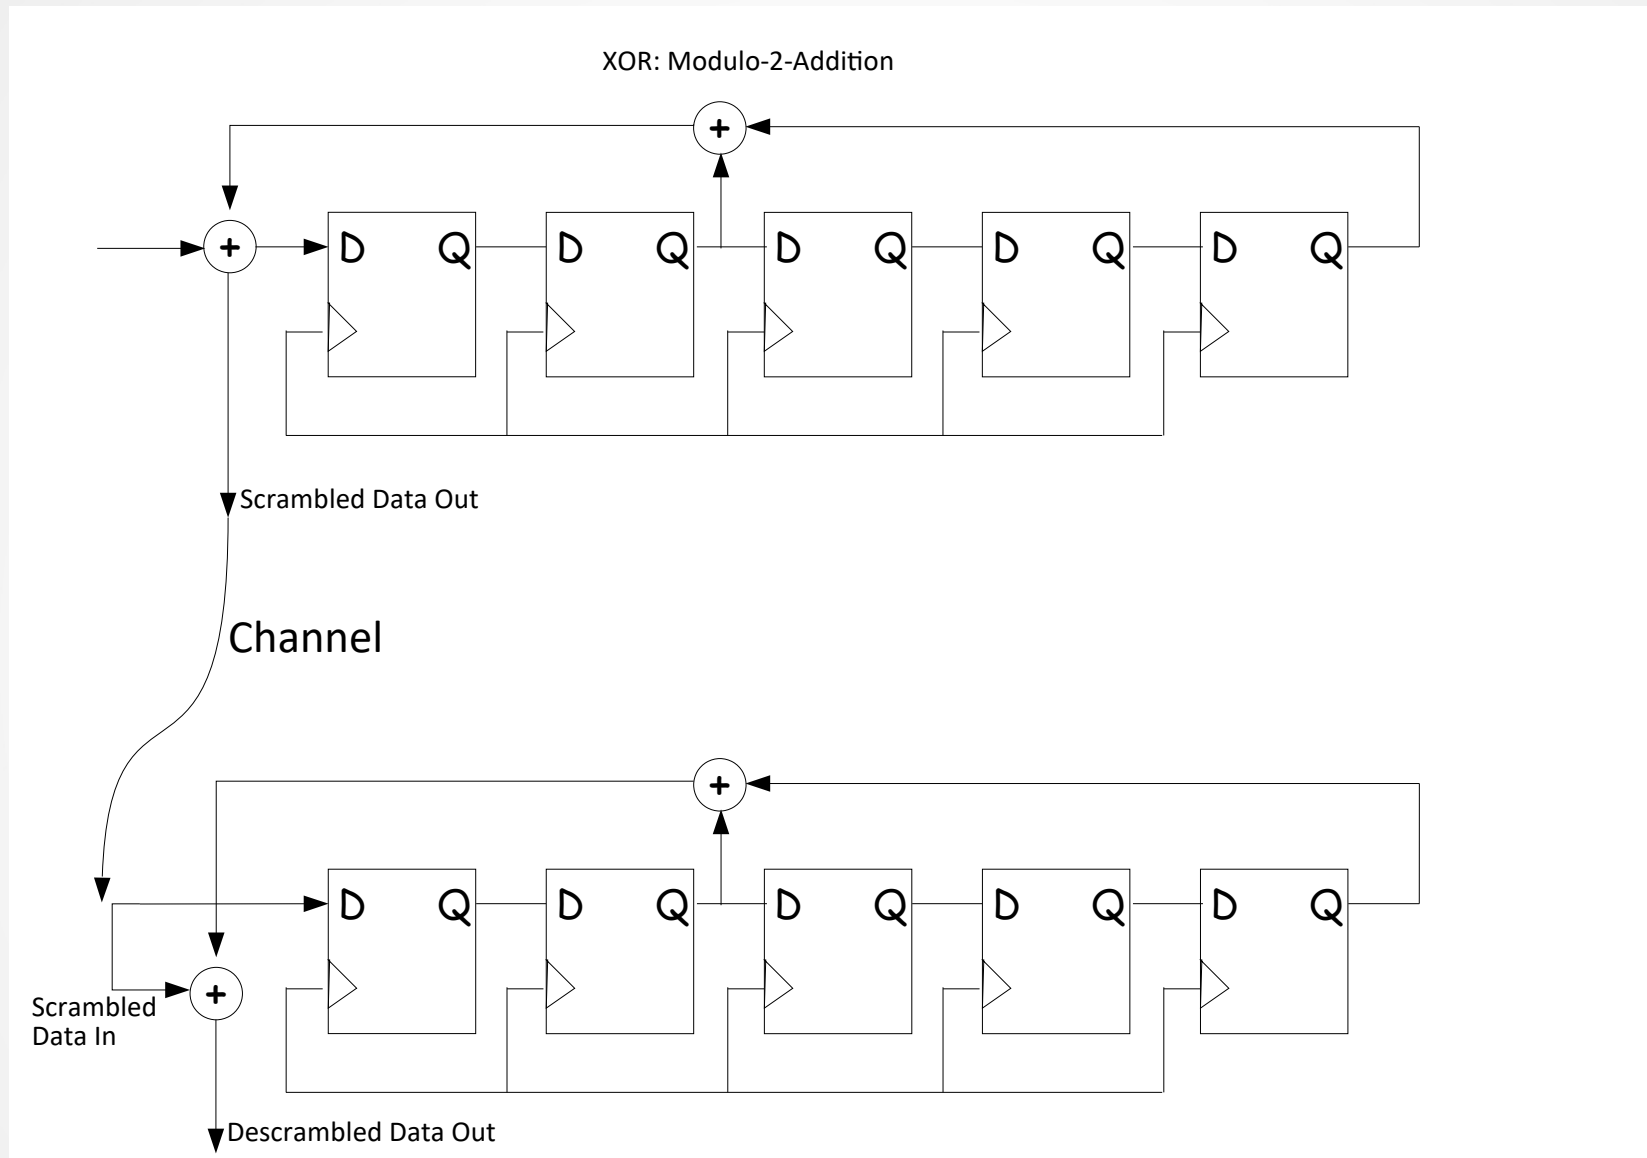 XOR: Modulo-2-Addition
+
+
D Q D Q D Q D Q D Q
Scrambled Data Out
Channel
+
D Q D Q D Q D Q D Q
+
Scrambled
Data In
Descrambled Data Out